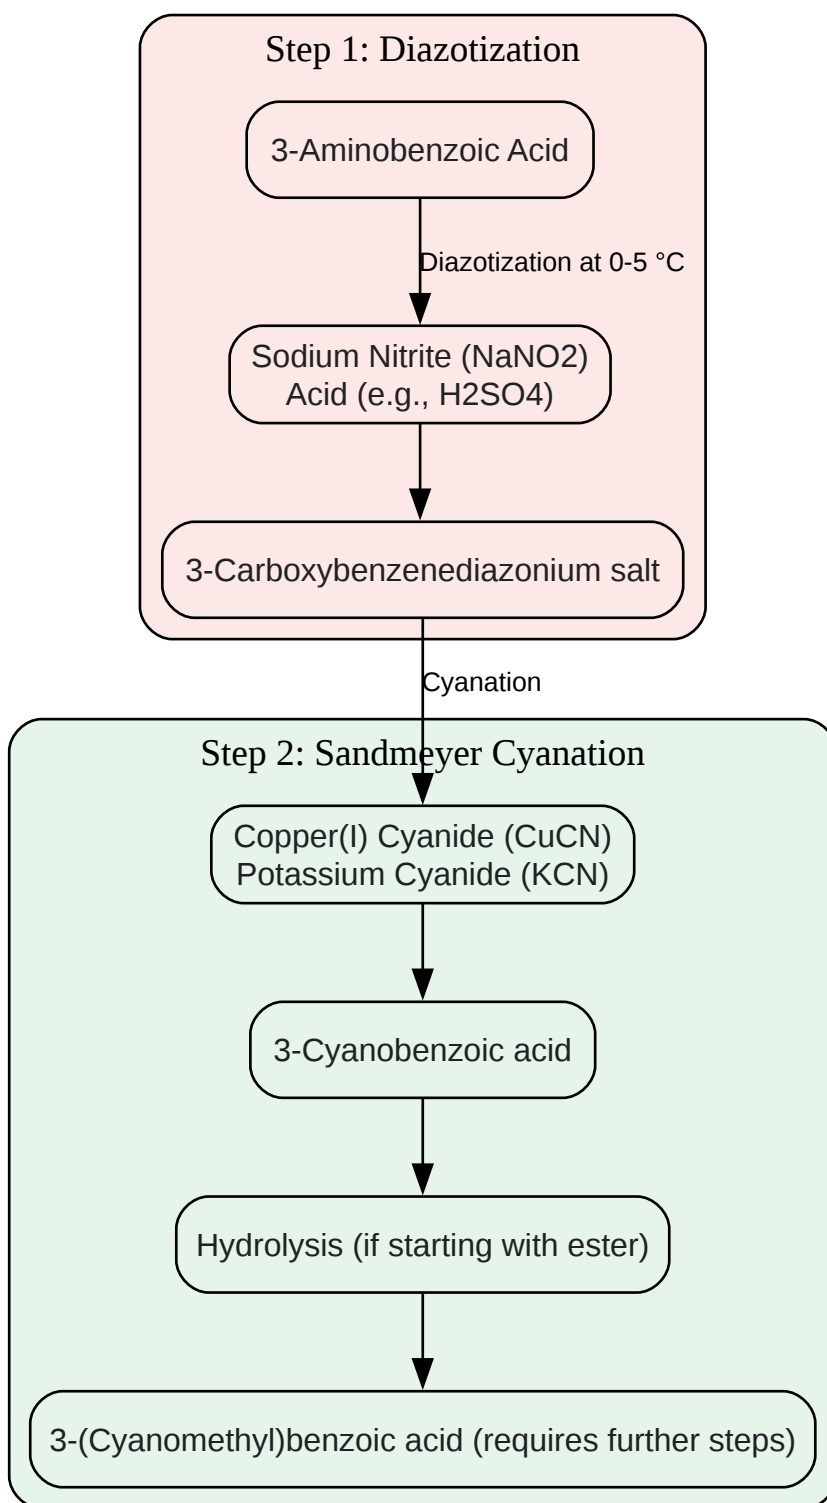 Step 1: Diazotization
3-Aminobenzoic Acid
Diazotization at 0-5 °C
Sodium Nitrite (NaNO2)
Acid (e.g., H2SO4)
3-Carboxybenzenediazonium salt
Cyanation
Step 2: Sandmeyer Cyanation
Copper(I) Cyanide (CuCN)
Potassium Cyanide (KCN)
3-Cyanobenzoic acid
Hydrolysis (if starting with ester)
3-(Cyanomethyl)benzoic acid (requires further steps)